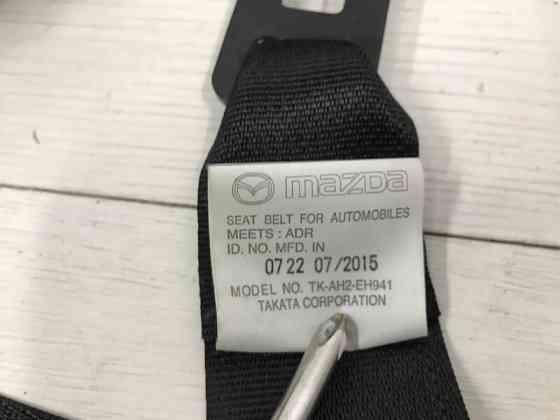 mazda
SEAT BELT FOR AUTOMOBILES
MEETS : ADR
ID. NO. MFD. IN
07 22 07/2015
MODEL NO. TK-AH2-EH941
TAKATA CORPORATION